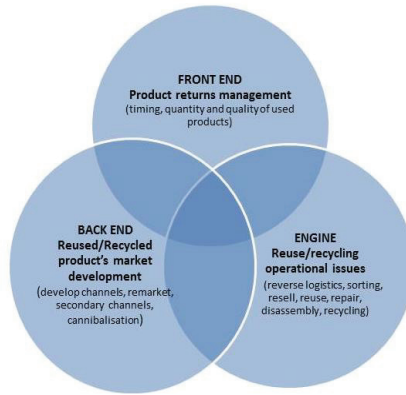 FRONT END
Product returns management
(timing, quantity and quality of used
products)
BACK END
Reused/Recycled
product's market
development
(develop channels, remarket,
secondary channels,
cannibalisation)
ENGINE
Reuse/recycling
operational issues
(reverse logistics, sorting,
resell, reuse, repair,
disassembly, recycling)